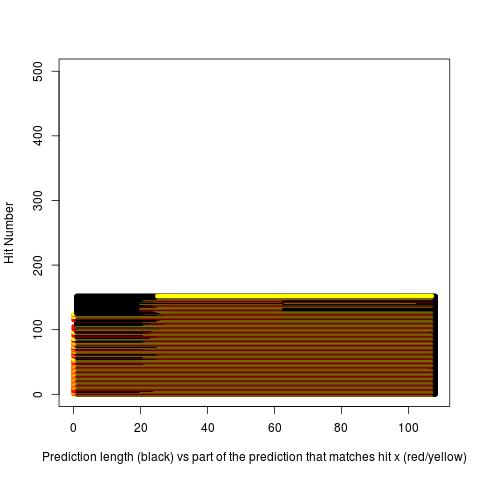 500
400
300
200
100
0
Hit Number
0 20 40 60 80 100
Prediction length (black) vs part of the prediction that matches hit x (red/yellow)